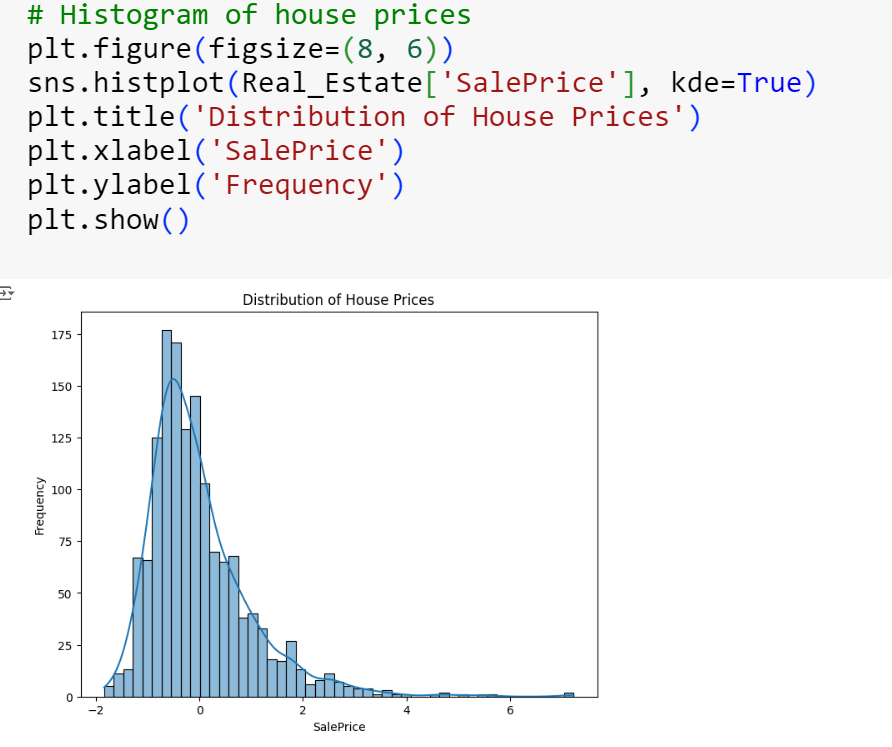 # Histogram of house prices
plt.figure(figsize=(8, 6))
sns.histplot(Real_Estate['SalePrice'], kde=True)
plt.title('Distribution of House Prices')
plt.xlabel('SalePrice')
plt.ylabel('Frequency')
plt.show()
Distribution of House Prices
175
150
125
100
75
50
25
0
Frequency
−2 0 2 4 6
SalePrice